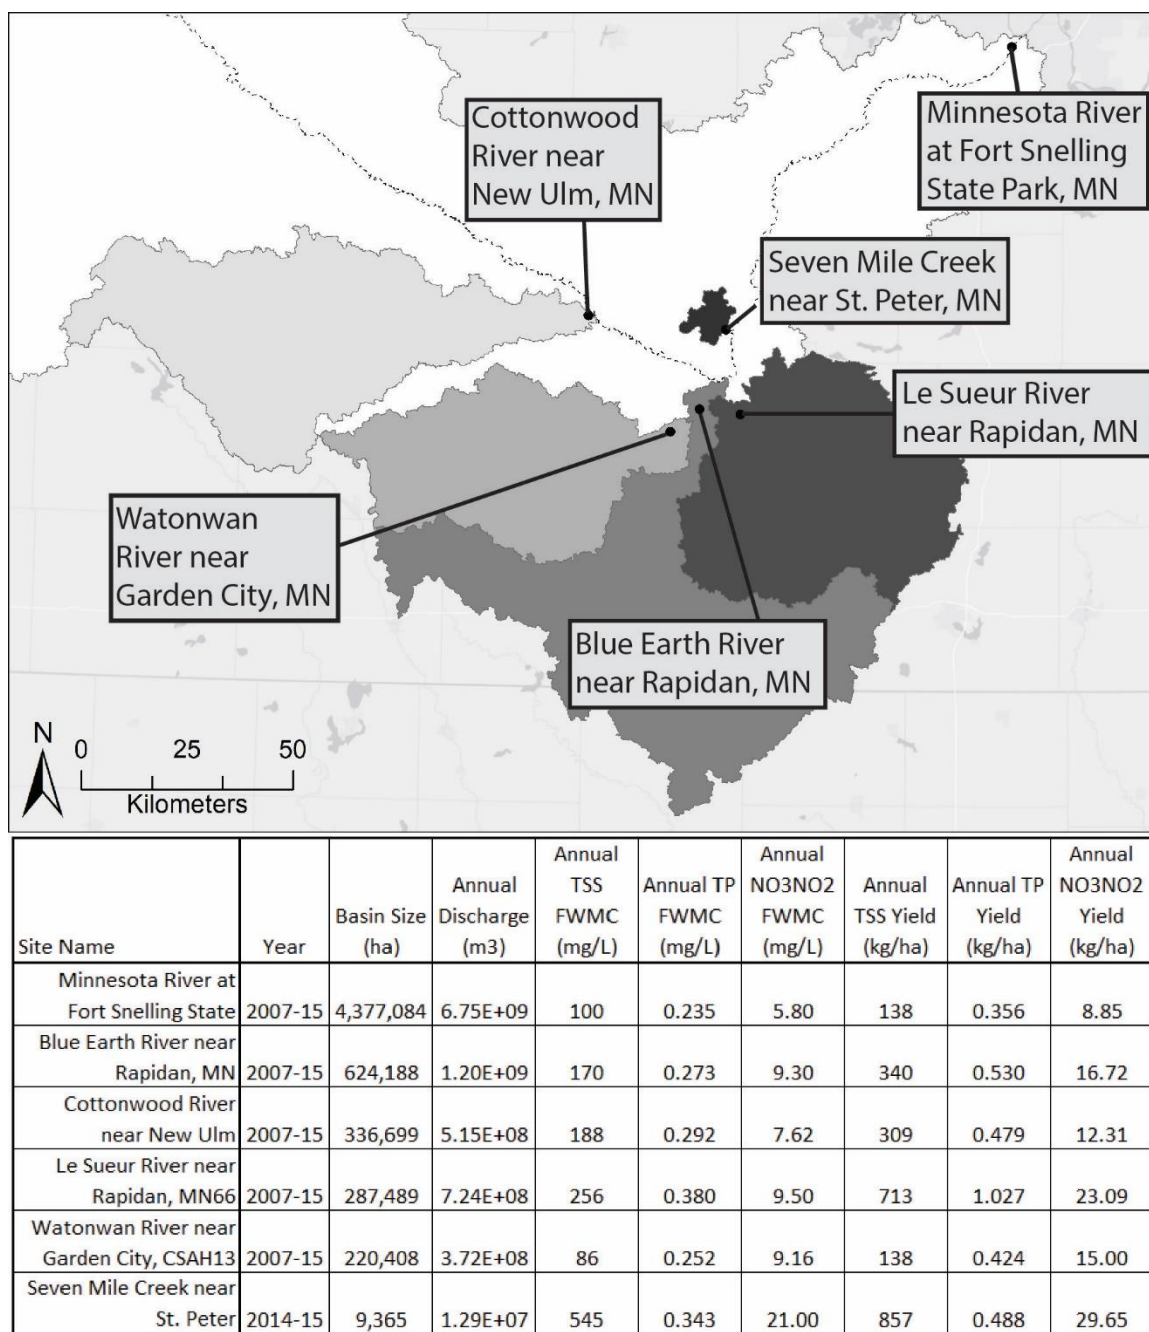 Cottonwood
River near
New Ulm, MN
Minnesota River
at Fort Snelling
State Park, MN
Seven Mile Creek
near St. Peter, MN
Le Sueur River
near Rapidan, MN
Watonwan
River near
Garden City, MN
Blue Earth River
near Rapidan, MN
N
0 25 50
Kilometers
Site Name Year Basin Size (ha) Annual Discharge (m3) Annual TSS FWMC (mg/L) Annual TP FWMC (mg/L) Annual NO3NO2 FWMC (mg/L) Annual TSS Yield (kg/ha) Annual TP Yield (kg/ha) Annual NO3NO2 Yield (kg/ha)
Minnesota River at
Fort Snelling State 2007-15 4,377,084 6.75E+09 100 0.235 5.80 138 0.356 8.85
Blue Earth River near
Rapidan, MN 2007-15 624,188 1.20E+09 170 0.273 9.30 340 0.530 16.72
Cottonwood River
near New Ulm 2007-15 336,699 5.15E+08 188 0.292 7.62 309 0.479 12.31
Le Sueur River near
Rapidan, MN66 2007-15 287,489 7.24E+08 256 0.380 9.50 713 1.027 23.09
Watonwan River near
Garden City, CSAH13 2007-15 220,408 3.72E+08 86 0.252 9.16 138 0.424 15.00
Seven Mile Creek near
St. Peter 2014-15 9,365 1.29E+07 545 0.343 21.00 857 0.488 29.65